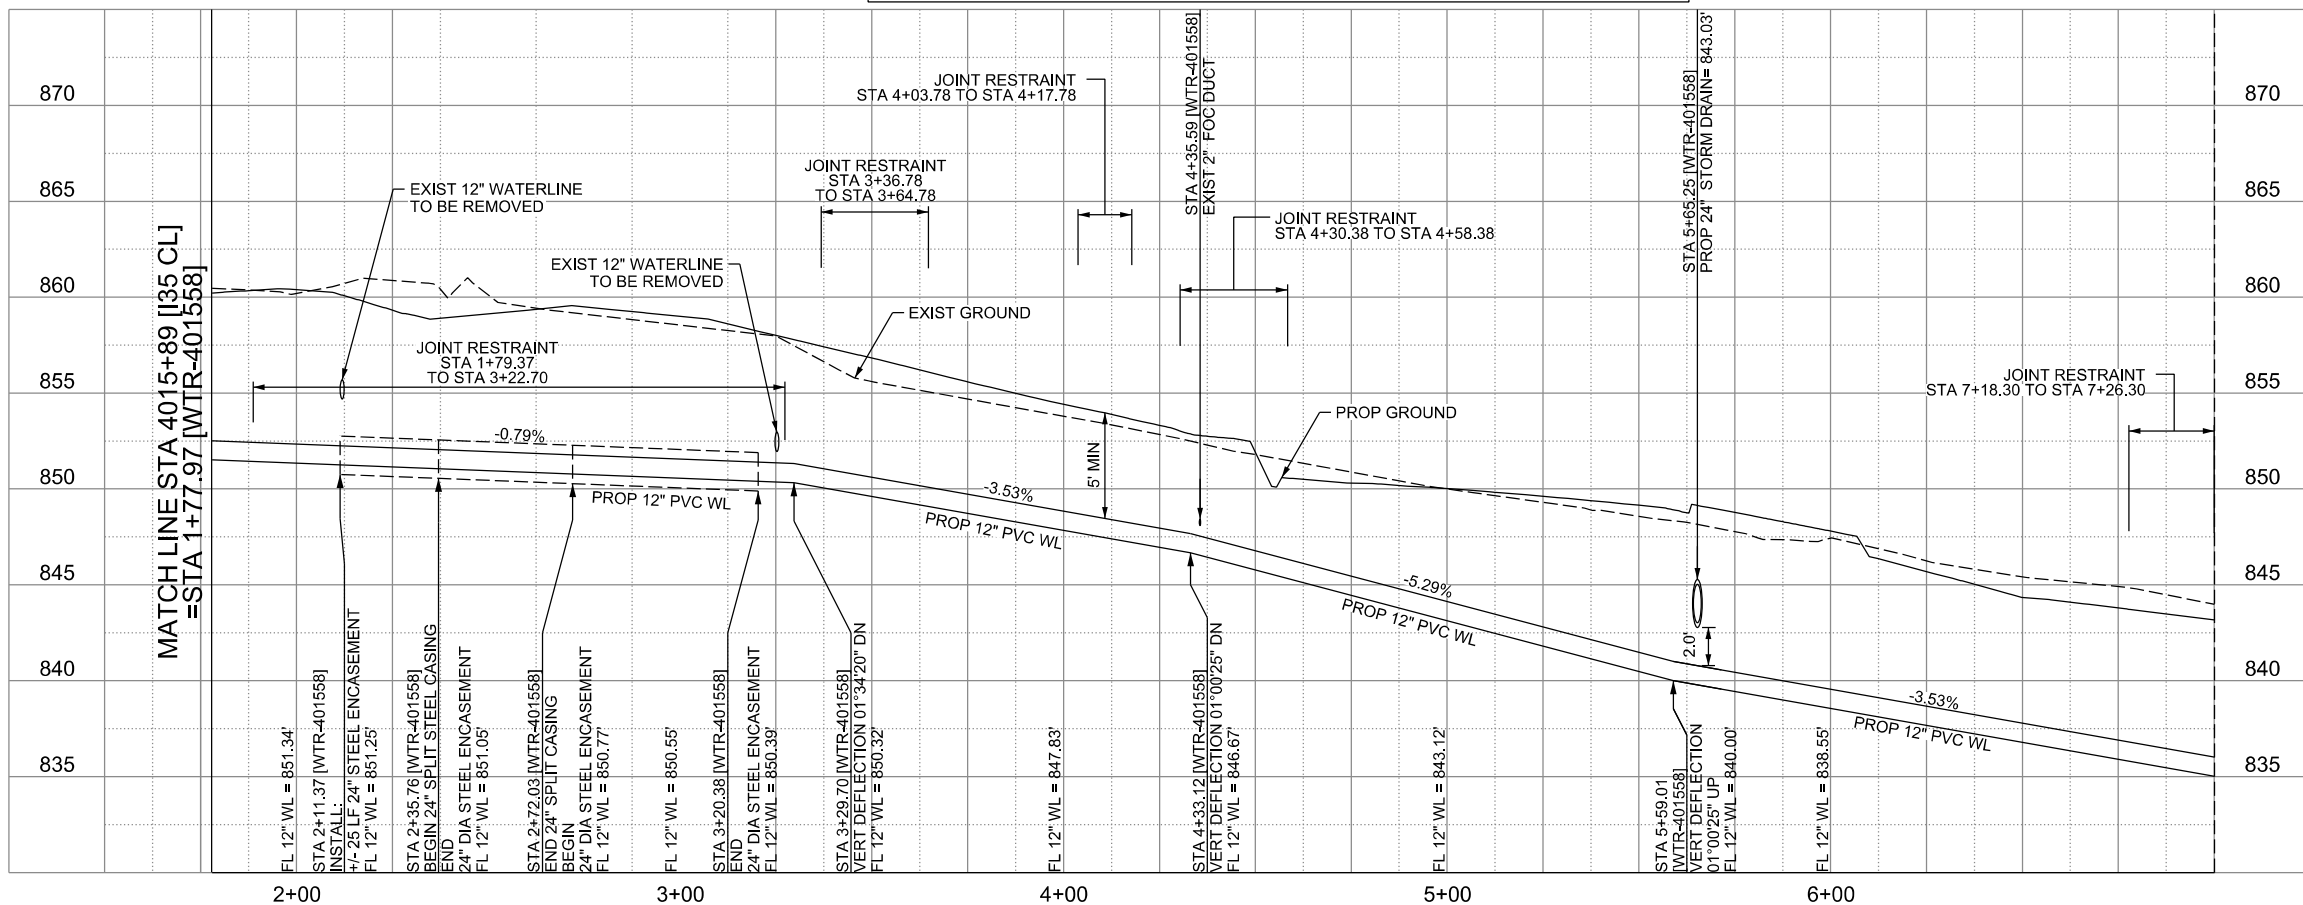 870
865
860
855
850
845
840
835
870
865
860
855
850
845
840
835
MATCH LINE STA 4015+89 [I35 CL]
=STA 1+77.97 [WTR-401558]
EXIST 12" WATERLINE
TO BE REMOVED
JOINT RESTRAINT
STA 1+79.37
TO STA 3+22.70
EXIST 12" WATERLINE
TO BE REMOVED
JOINT RESTRAINT
STA 3+36.78
TO STA 3+64.78
JOINT RESTRAINT
STA 4+03.78 TO STA 4+17.78
EXIST GROUND
STA 4+35.59 [WTR-401558]
EXIST 2" FOC DUCT
JOINT RESTRAINT
STA 4+30.38 TO STA 4+58.38
PROP GROUND
STA 5+65.25 [WTR-401558]
PROP 24" STORM DRAIN= 843.03'
JOINT RESTRAINT
STA 7+18.30 TO STA 7+26.30
-0.79%
PROP 12" PVC WL
-3.53%
PROP 12" PVC WL
5' MIN
-5.29%
PROP 12" PVC WL
2.0'
-3.53%
PROP 12" PVC WL
FL 12" WL = 851.34'
STA 2+11.37 [WTR-401558]
INSTALL:
+/- 25 LF 24" STEEL ENCASEMENT
FL 12" WL = 851.25'
STA 2+35.76 [WTR-401558]
BEGIN 24" SPLIT STEEL CASING
END
24" DIA STEEL ENCASEMENT
FL 12" WL = 851.05'
STA 2+72.03 [WTR-401558]
END 24" SPLIT CASING
BEGIN
24" DIA STEEL ENCASEMENT
FL 12" WL = 850.77'
FL 12" WL = 850.55'
STA 3+20.38 [WTR-401558]
END
24" DIA STEEL ENCASEMENT
FL 12" WL = 850.39'
STA 3+29.70 [WTR-401558]
VERT DEFLECTION 01°34'20" DN
FL 12" WL = 850.32'
FL 12" WL = 847.83'
STA 4+33.12 [WTR-401558]
VERT DEFLECTION 01°00'25" DN
FL 12" WL = 846.67'
FL 12" WL = 843.12'
STA 5+59.01
[WTR-401558]
VERT DEFLECTION
01°00'25" UP
FL 12" WL = 840.00'
FL 12" WL = 838.55'
2+00
3+00
4+00
5+00
6+00